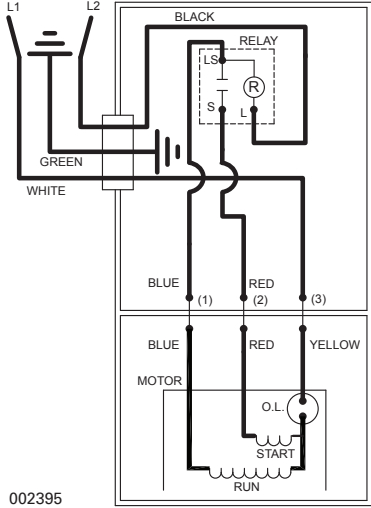 L1
L2
BLACK
RELAY
LS
R
S
L
GREEN
WHITE
BLUE
RED
(1)
(2)
(3)
BLUE
RED
YELLOW
MOTOR
O.L.
START
RUN
002395